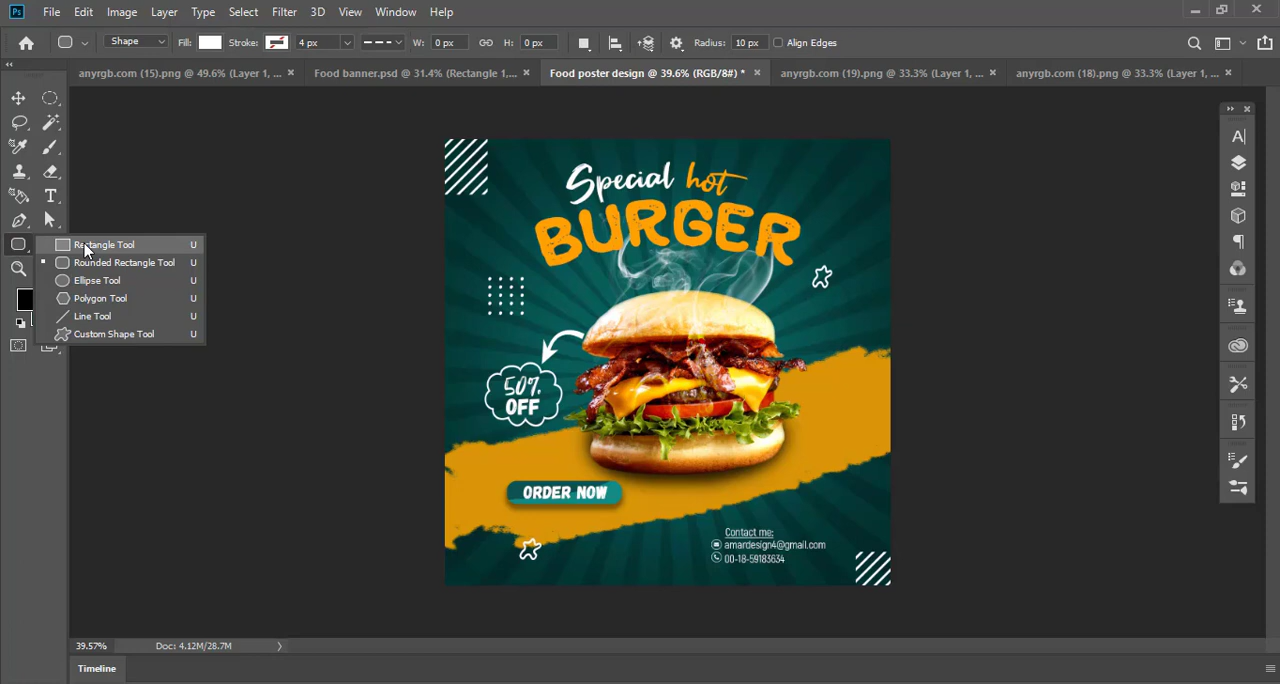 Ps File Edit Image Layer Type Select Filter 3D View Window Help
Shape Fill: Stroke: 4 px W: 0 px H: 0 px Radius: 10 px Align Edges
anyrgb.com (15).png @ 49.6% (Layer 1, ... × Food banner.psd @ 31.4% (Rectangle 1,... × Food poster design @ 39.6% (RGB/8#) * × anyrgb.com (19).png @ 33.3% (Layer 1, ... × anyrgb.com (18).png @ 33.3% (Layer 1, ... ×
Rectangle Tool U
Rounded Rectangle Tool U
Ellipse Tool U
Polygon Tool U
Line Tool U
Custom Shape Tool U
Special hot
BURGER
50%
OFF
ORDER NOW
Contact me:
amardesign4@gmail.com
00-18-59183634
39.57% Doc: 4.12M/28.7M
Timeline